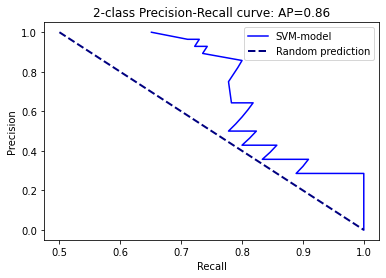 2-class Precision-Recall curve: AP=0.86
SVM-model
Random prediction
1.0
0.8
0.6
0.4
0.2
0.0
Precision
0.5
0.6
0.7
0.8
0.9
1.0
Recall